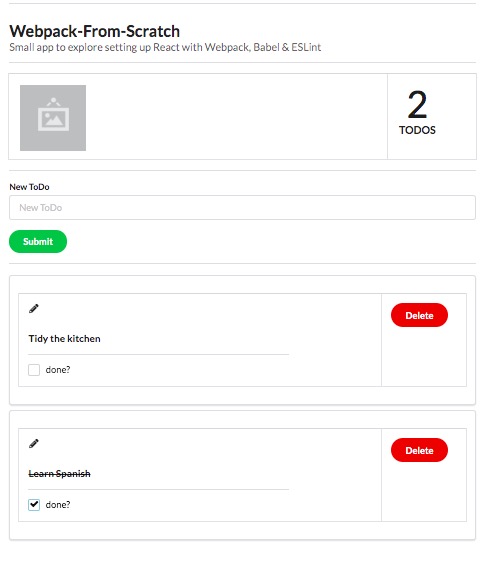 Webpack-From-Scratch
Small app to explore setting up React with Webpack, Babel & ESLint
2
TODOS
New ToDo
New ToDo
Submit
Delete
Tidy the kitchen
done?
Delete
Learn Spanish
done?